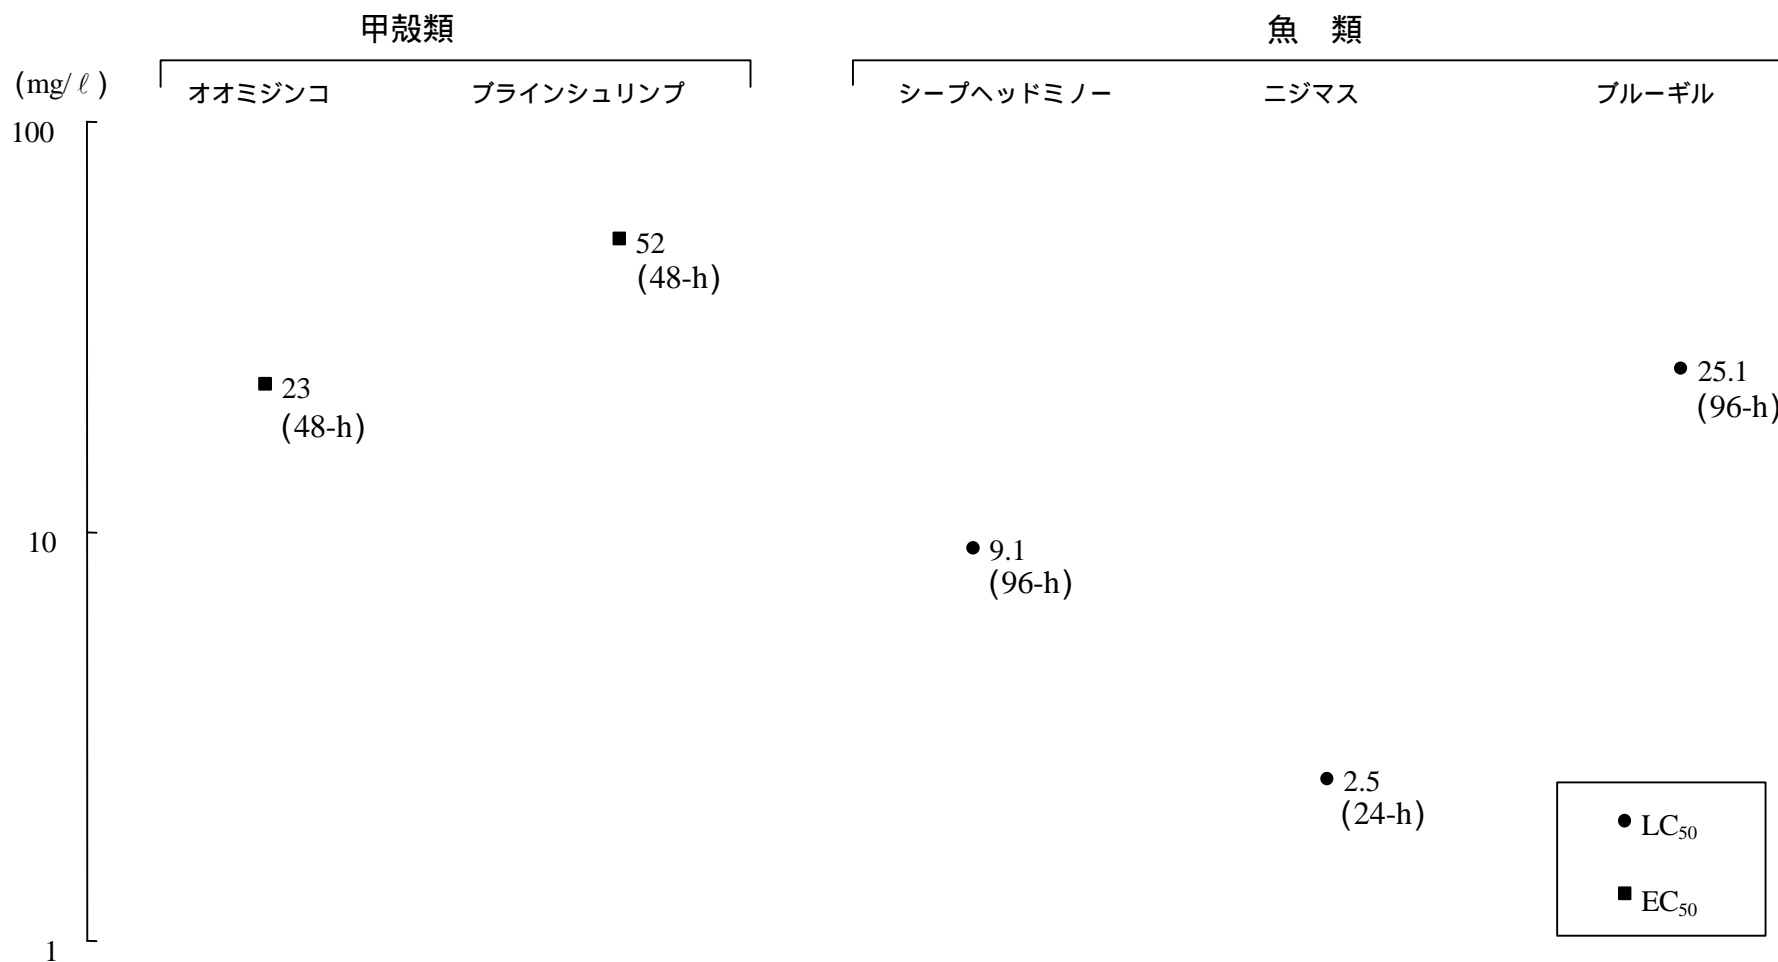 甲殻類
魚　類
(mg/ℓ)
オオミジンコ
ブラインシュリンプ
シープヘッドミノー
ニジマス
ブルーギル
100
52
(48-h)
23
(48-h)
25.1
(96-h)
10
9.1
(96-h)
2.5
(24-h)
LC₅₀
EC₅₀
1